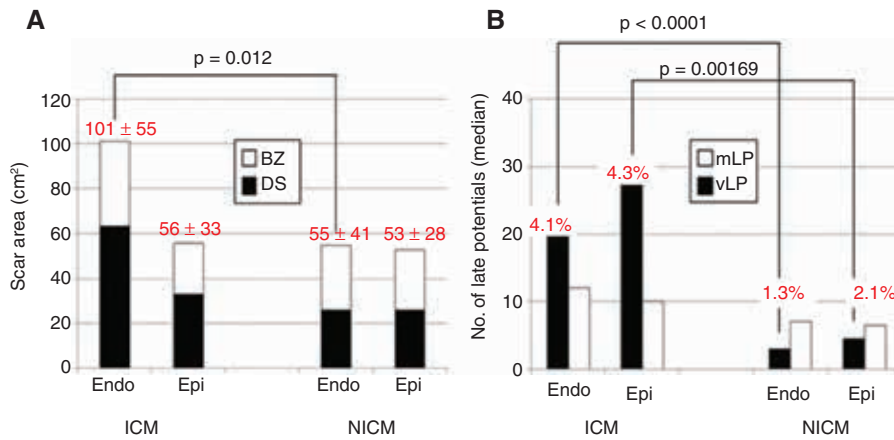 A
p = 0.012
Scar area (cm²)
120
100
80
60
40
20
0
101 ± 55
56 ± 33
55 ± 41
53 ± 28
BZ
DS
Endo
Epi
Endo
Epi
ICM
NICM
B
p < 0.0001
p = 0.00169
No. of late potentials (median)
40
30
20
10
0
4.1%
4.3%
1.3%
2.1%
mLP
vLP
Endo
Epi
Endo
Epi
ICM
NICM